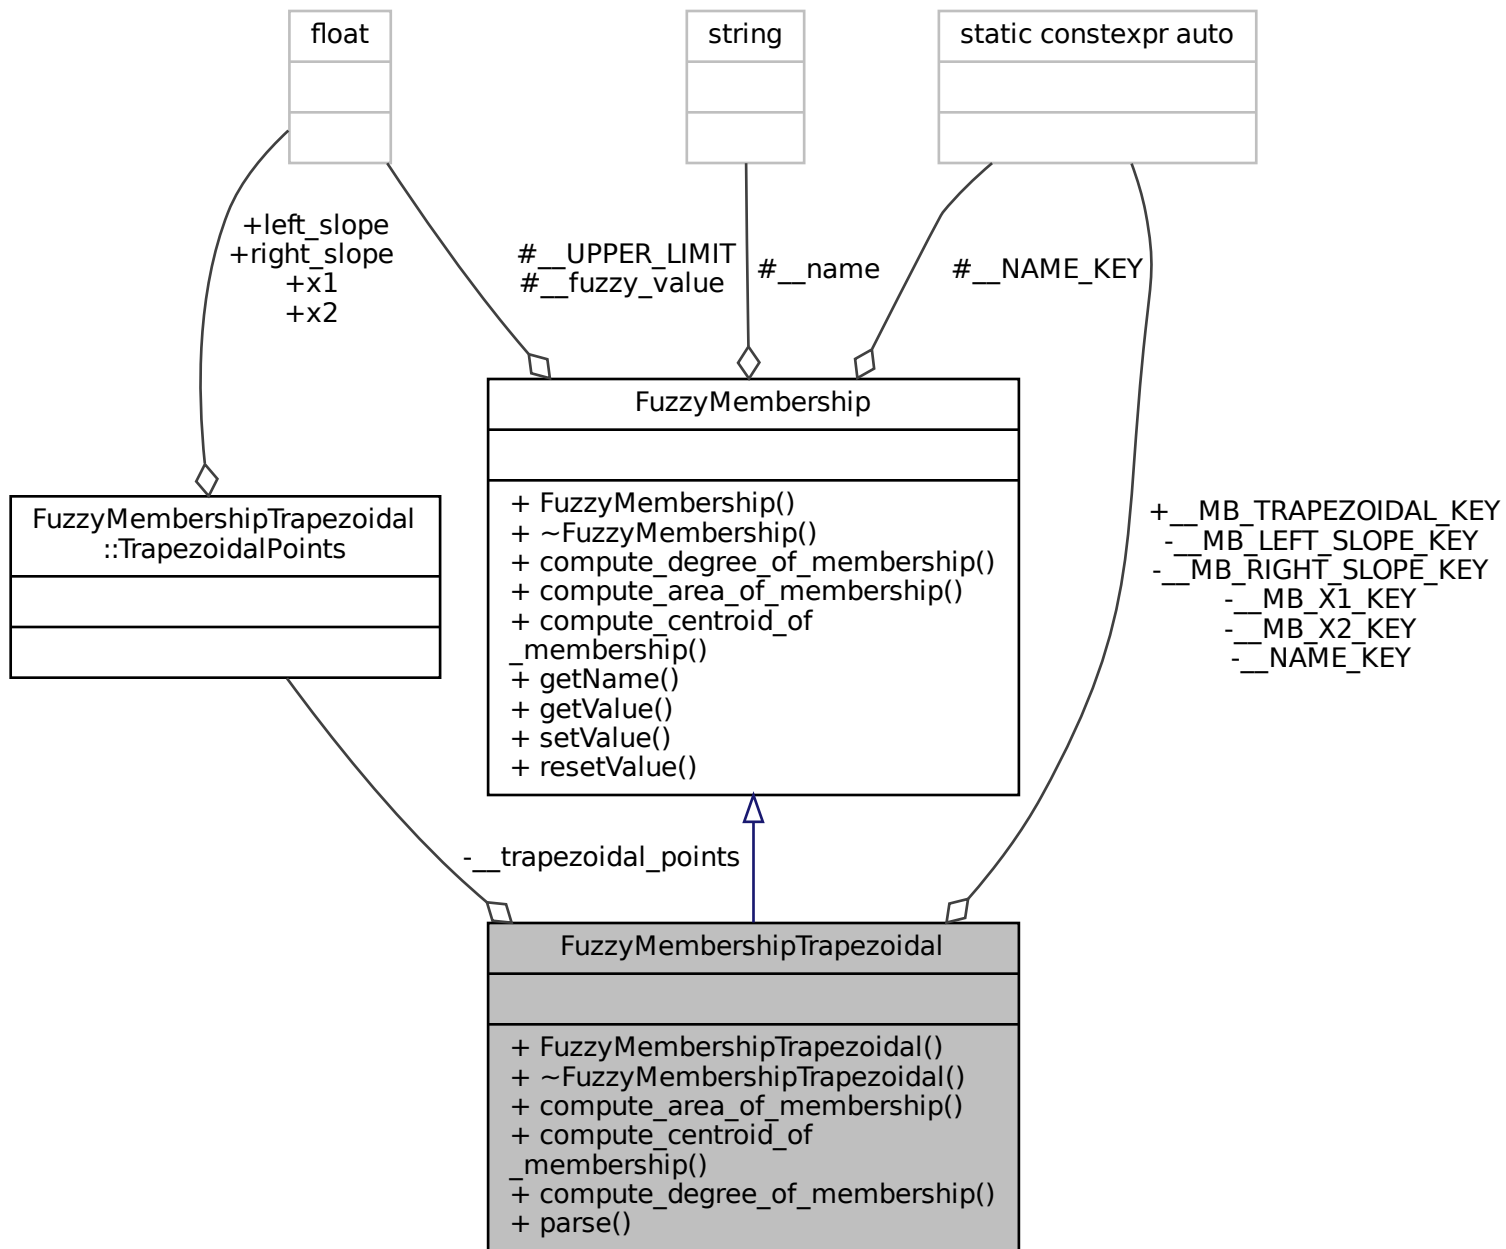 float
string
static constexpr auto
+left_slope
+right_slope
+x1
+x2
#__UPPER_LIMIT
#__fuzzy_value
#__name
#__NAME_KEY
FuzzyMembership
+ FuzzyMembership()
+ ~FuzzyMembership()
+ compute_degree_of_membership()
+ compute_area_of_membership()
+ compute_centroid_of
_membership()
+ getName()
+ getValue()
+ setValue()
+ resetValue()
FuzzyMembershipTrapezoidal
::TrapezoidalPoints
+__MB_TRAPEZOIDAL_KEY
-__MB_LEFT_SLOPE_KEY
-__MB_RIGHT_SLOPE_KEY
-__MB_X1_KEY
-__MB_X2_KEY
-__NAME_KEY
-__trapezoidal_points
FuzzyMembershipTrapezoidal
+ FuzzyMembershipTrapezoidal()
+ ~FuzzyMembershipTrapezoidal()
+ compute_area_of_membership()
+ compute_centroid_of
_membership()
+ compute_degree_of_membership()
+ parse()